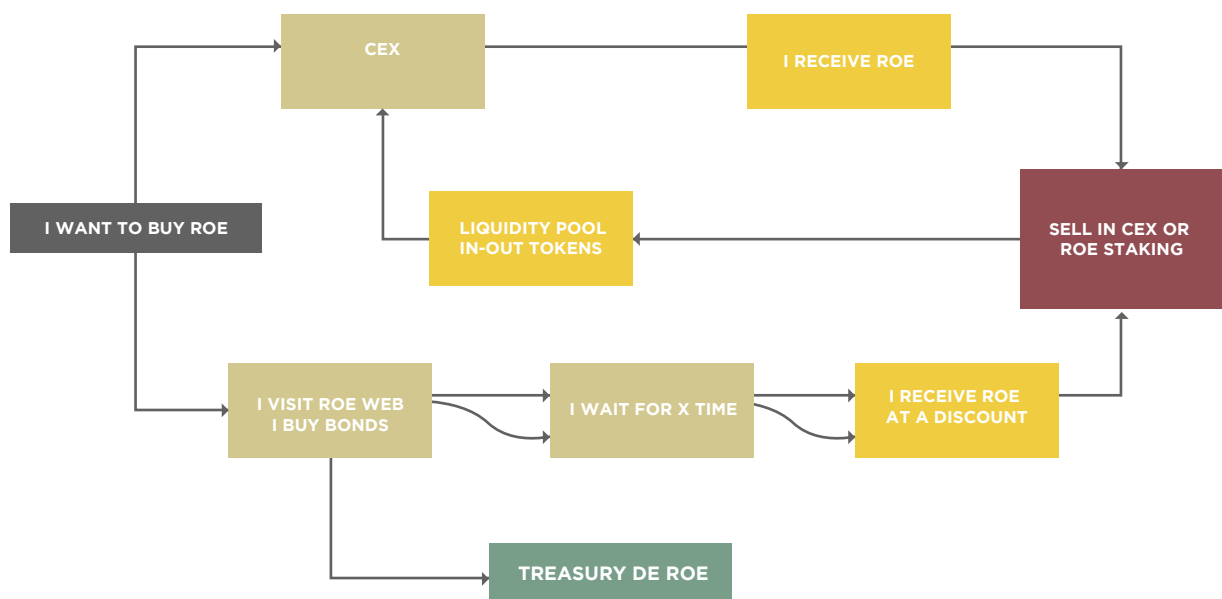 CEX
I RECEIVE ROE
I WANT TO BUY ROE
LIQUIDITY POOL
IN-OUT TOKENS
SELL IN CEX OR
ROE STAKING
I VISIT ROE WEB
I BUY BONDS
I WAIT FOR X TIME
I RECEIVE ROE
AT A DISCOUNT
TREASURY DE ROE